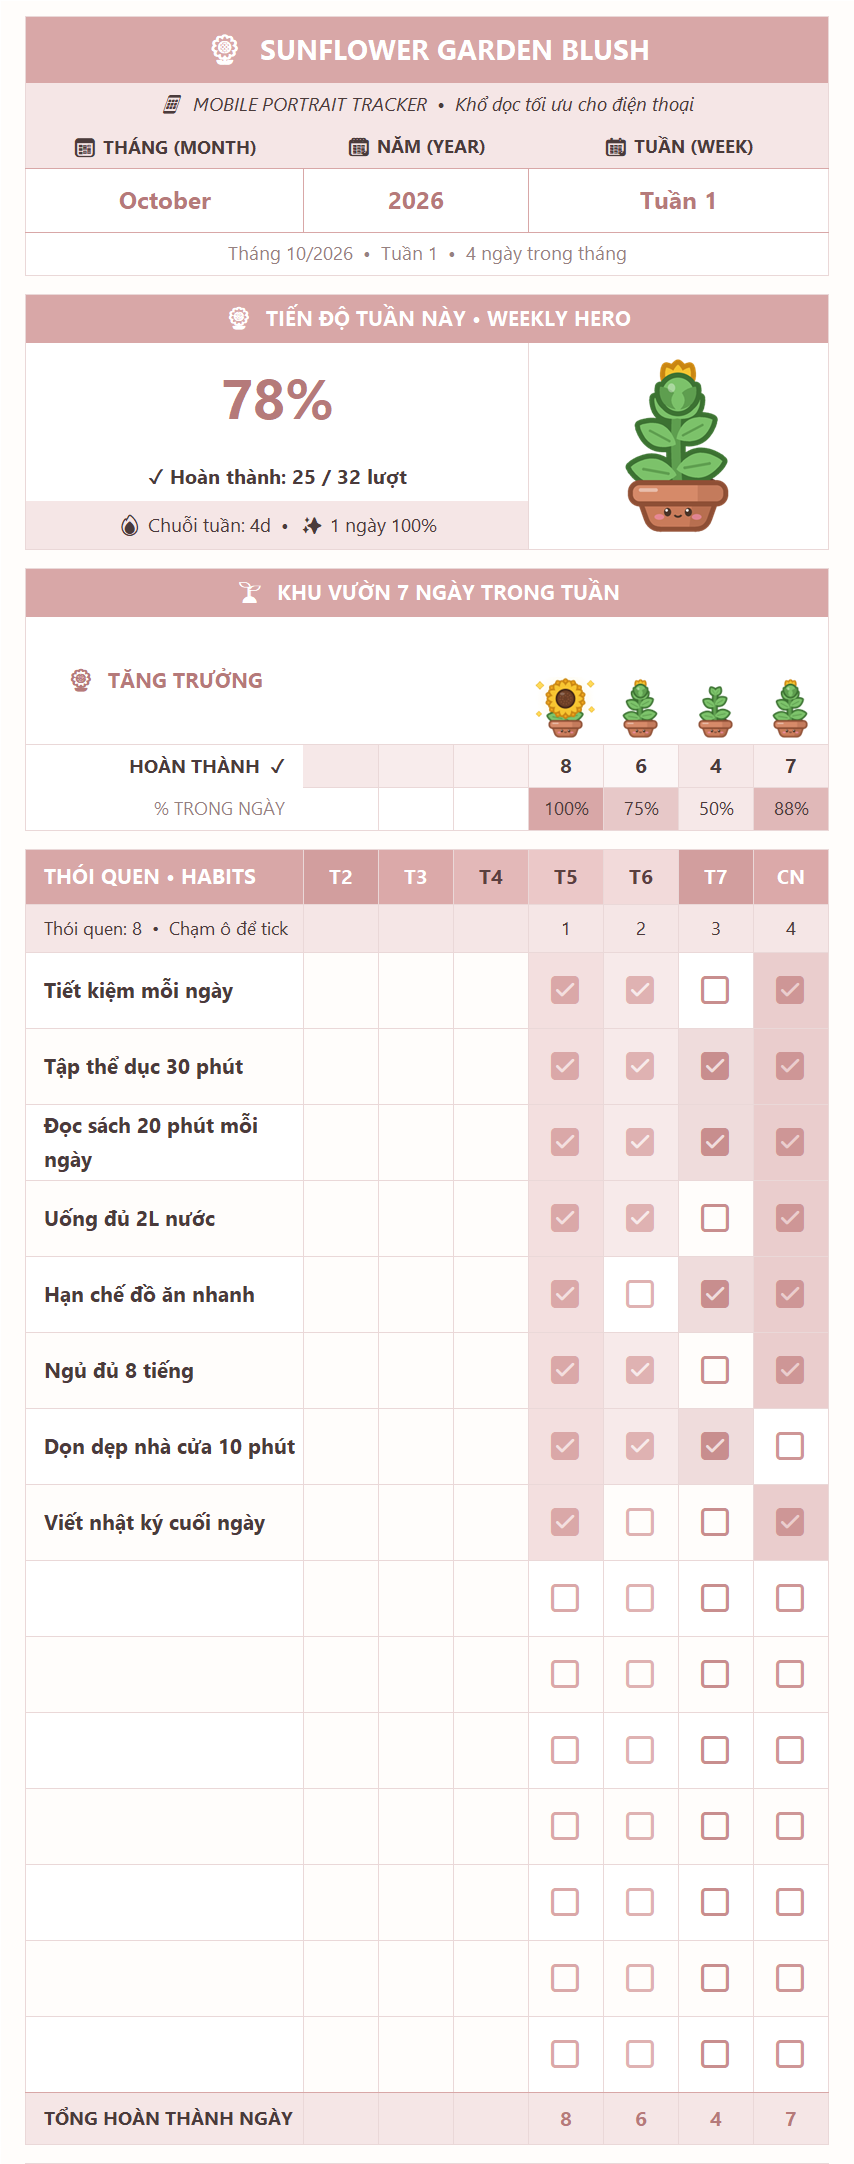 SUNFLOWER GARDEN BLUSH
MOBILE PORTRAIT TRACKER • Khổ dọc tối ưu cho điện thoại
THÁNG (MONTH) NĂM (YEAR) TUẦN (WEEK)
October 2026 Tuần 1
Tháng 10/2026 • Tuần 1 • 4 ngày trong tháng
TIẾN ĐỘ TUẦN NÀY • WEEKLY HERO
78%
✓ Hoàn thành: 25 / 32 lượt
Chuỗi tuần: 4d • 1 ngày 100%
KHU VƯỜN 7 NGÀY TRONG TUẦN
TĂNG TRƯỞNG
HOÀN THÀNH ✓ 8 6 4 7
% TRONG NGÀY 100% 75% 50% 88%
THÓI QUEN • HABITS T2 T3 T4 T5 T6 T7 CN
Thói quen: 8 • Chạm ô để tick 1 2 3 4
Tiết kiệm mỗi ngày
Tập thể dục 30 phút
Đọc sách 20 phút mỗi
ngày
Uống đủ 2L nước
Hạn chế đồ ăn nhanh
Ngủ đủ 8 tiếng
Dọn dẹp nhà cửa 10 phút
Viết nhật ký cuối ngày
TỔNG HOÀN THÀNH NGÀY 8 6 4 7